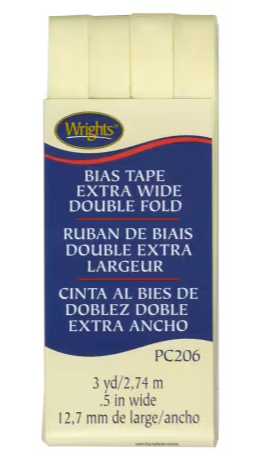 Wrights®
BIAS TAPE
EXTRA WIDE
DOUBLE FOLD
RUBAN DE BIAIS
DOUBLE EXTRA
LARGEUR
CINTA AL BIES DE
DOBLEZ DOBLE
EXTRA ANCHO
PC206
3 yd/2,74 m
.5 in wide
12,7 mm de large/ancho